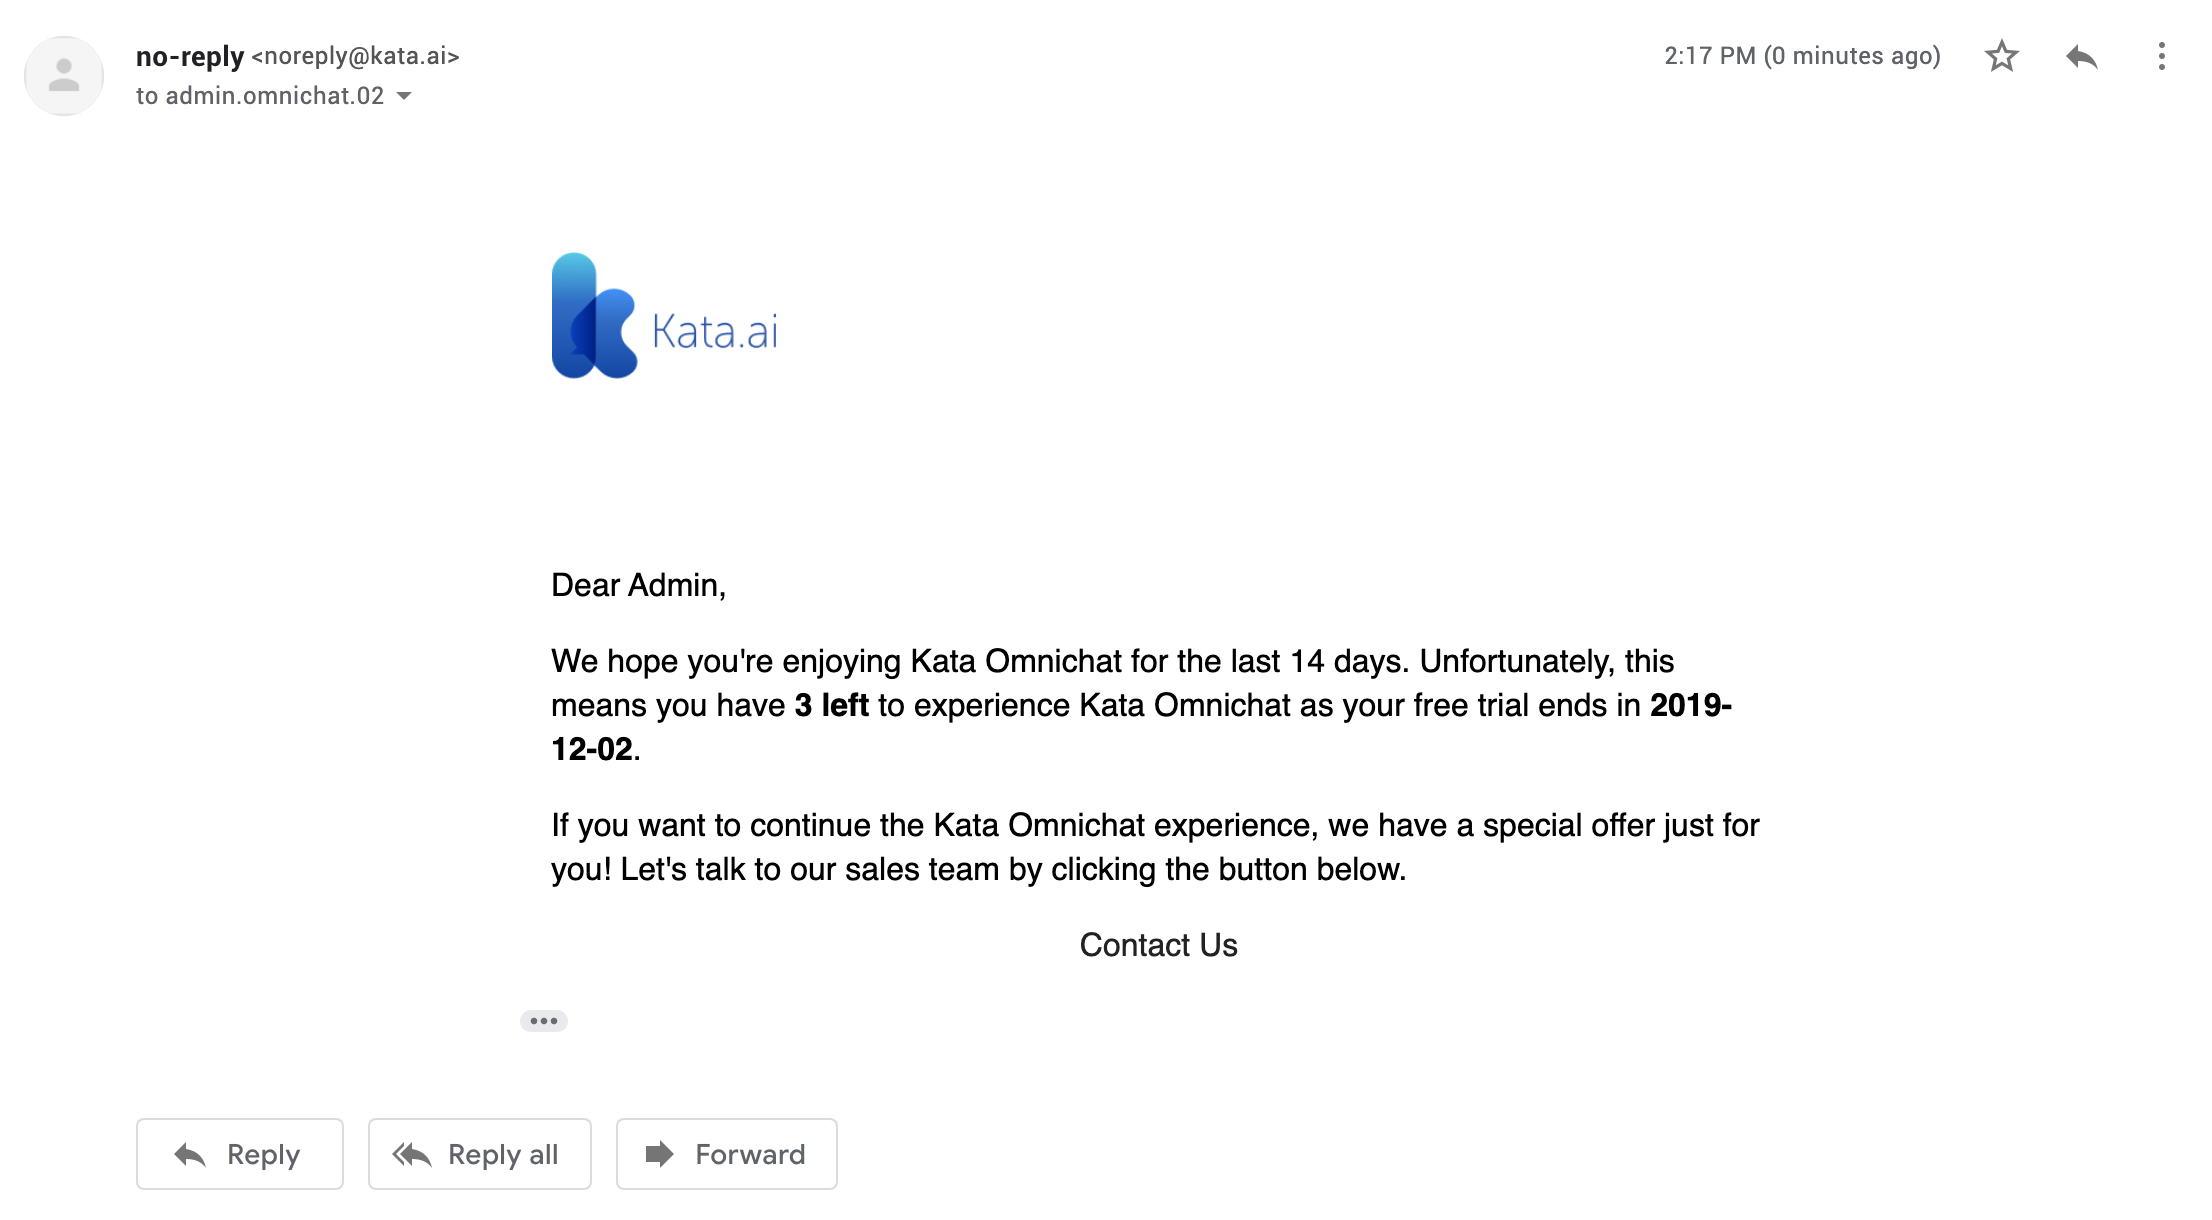 no-reply <noreply@kata.ai>
2:17 PM (0 minutes ago)
to admin.omnichat.02
Kata.ai
Dear Admin,
We hope you're enjoying Kata Omnichat for the last 14 days. Unfortunately, this
means you have 3 left to experience Kata Omnichat as your free trial ends in 2019-
12-02.
If you want to continue the Kata Omnichat experience, we have a special offer just for
you! Let's talk to our sales team by clicking the button below.
Contact Us
Reply
Reply all
Forward